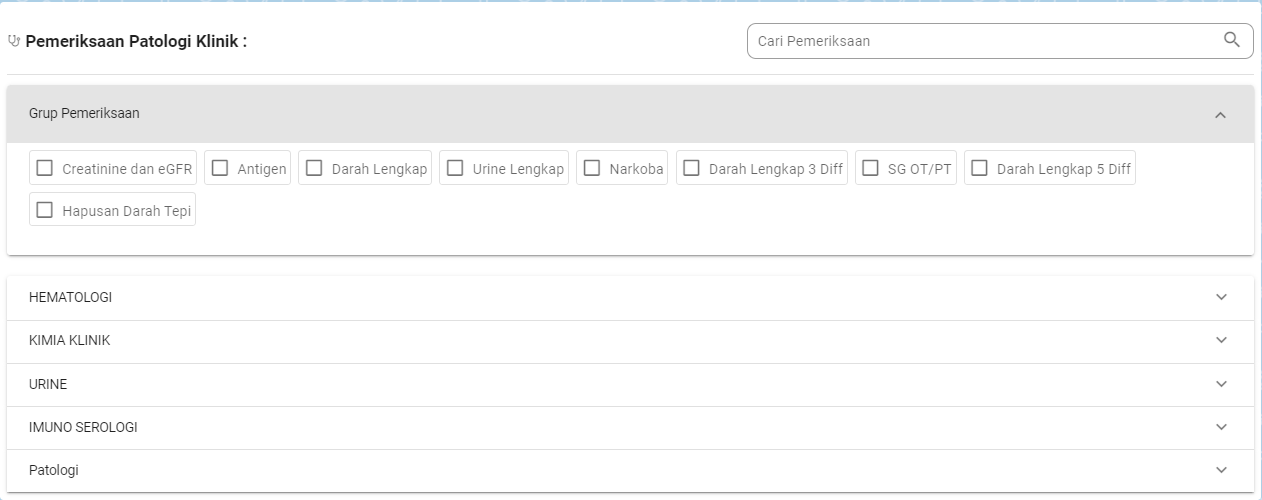 Pemeriksaan Patologi Klinik :
Cari Pemeriksaan
Grup Pemeriksaan
Creatinine dan eGFR Antigen Darah Lengkap Urine Lengkap Narkoba Darah Lengkap 3 Diff SG OT/PT Darah Lengkap 5 Diff
Hapusan Darah Tepi
HEMATOLOGI
KIMIA KLINIK
URINE
IMUNO SEROLOGI
Patologi